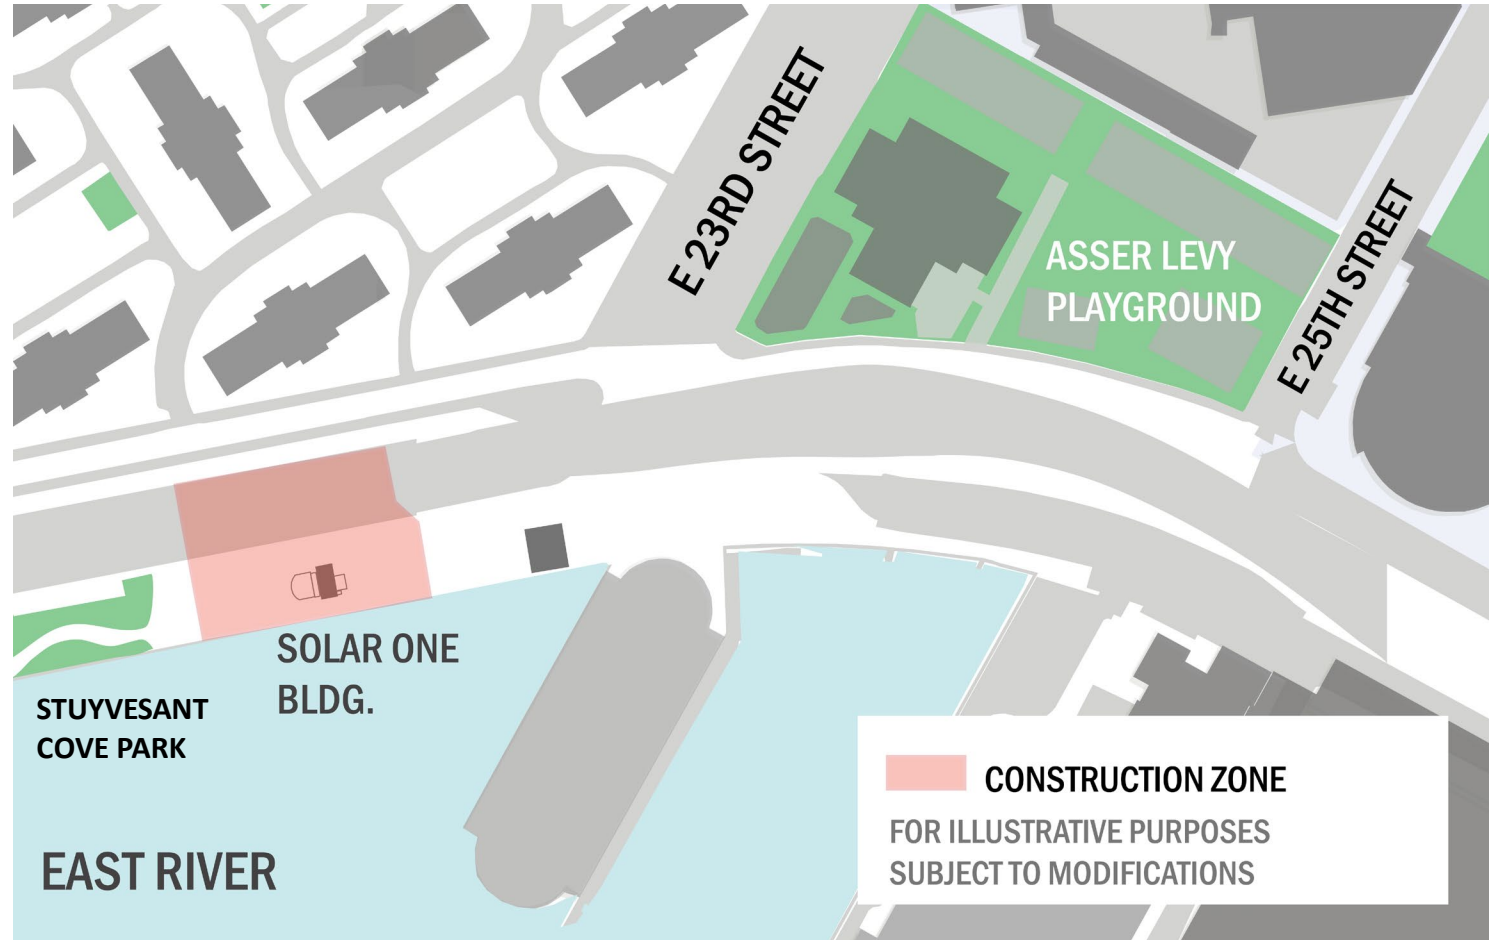 E 23RD STREET
ASSER LEVY
PLAYGROUND
E 25TH STREET
SOLAR ONE
BLDG.
STUYVESANT
COVE PARK
EAST RIVER
CONSTRUCTION ZONE
FOR ILLUSTRATIVE PURPOSES
SUBJECT TO MODIFICATIONS